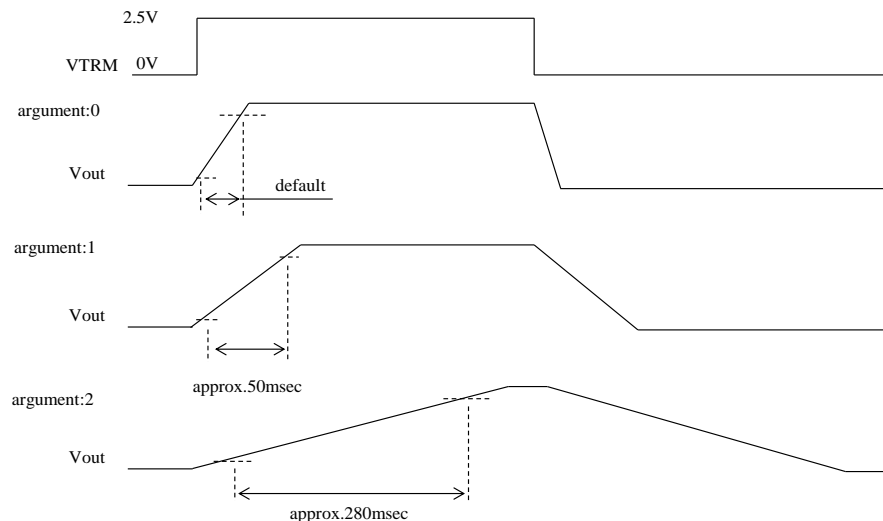 2.5V
VTRM 0V
argument:0
Vout
default
argument:1
Vout
approx.50msec
argument:2
Vout
approx.280msec